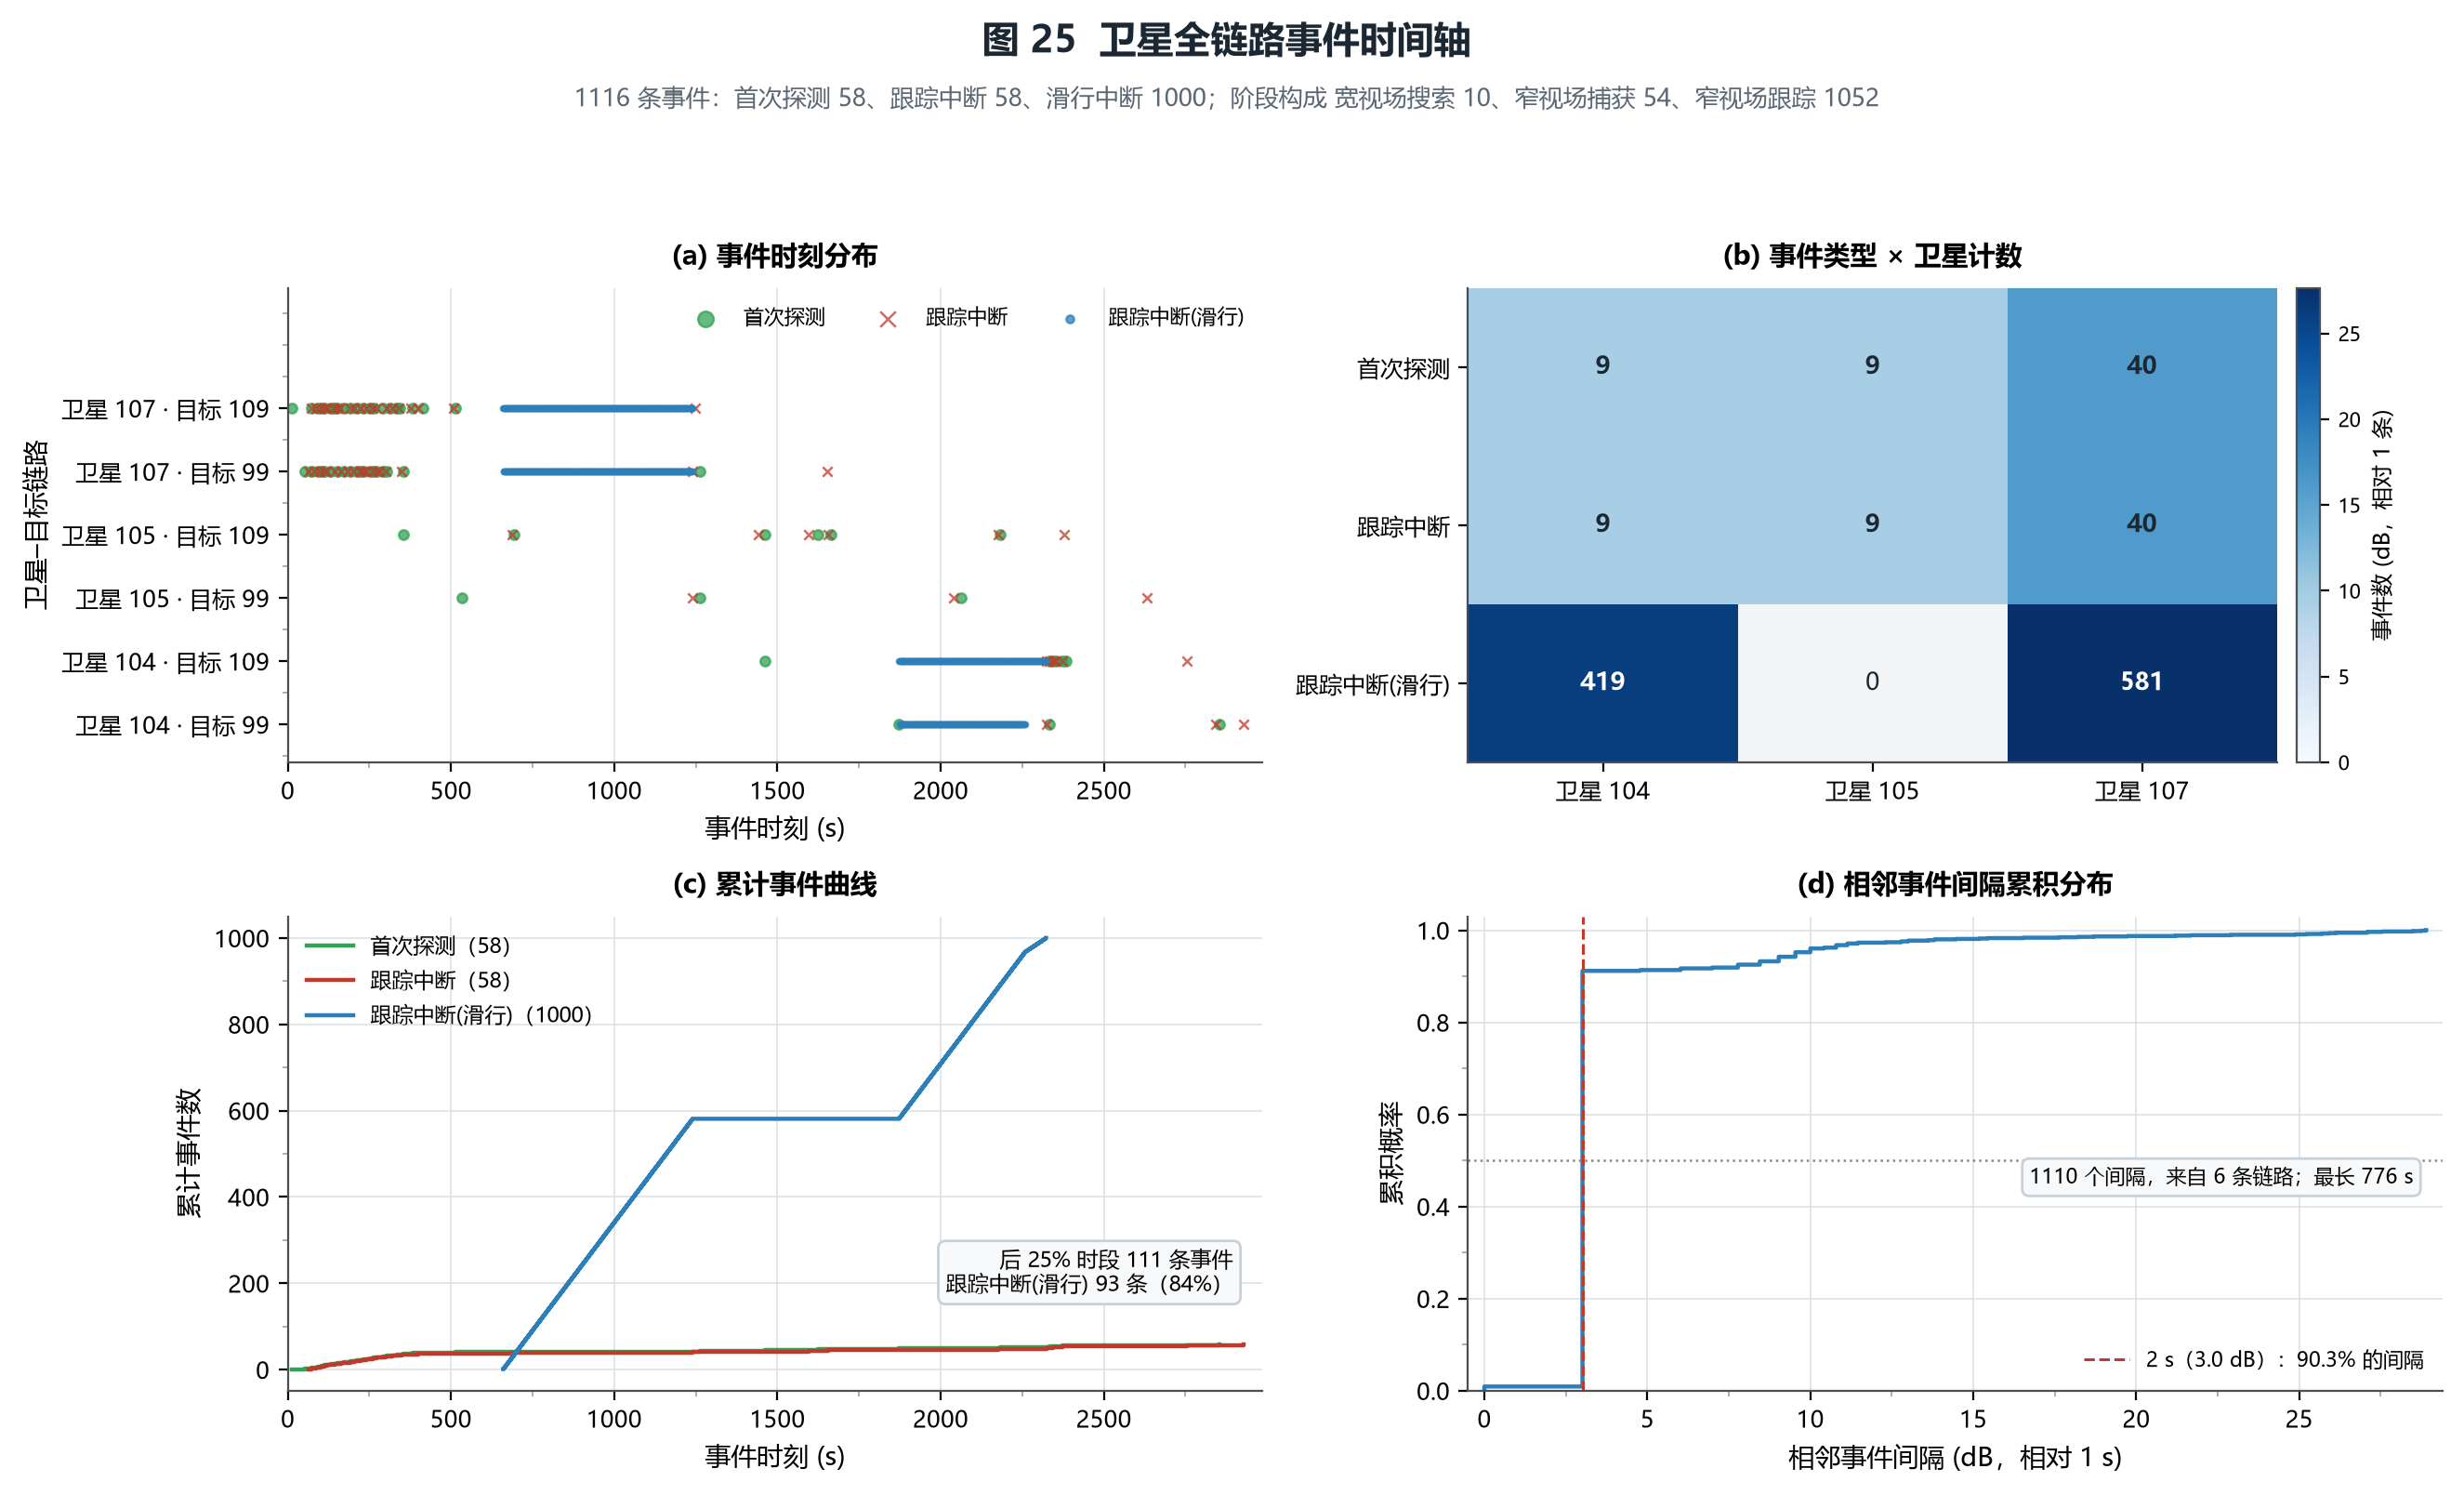 图 25  卫星全链路事件时间轴
1116 条事件：首次探测 58、跟踪中断 58、滑行中断 1000；阶段构成 宽视场搜索 10、窄视场捕获 54、窄视场跟踪 1052
(a) 事件时刻分布
首次探测
跟踪中断
跟踪中断(滑行)
卫星–目标链路
卫星 107 · 目标 109
卫星 107 · 目标 99
卫星 105 · 目标 109
卫星 105 · 目标 99
卫星 104 · 目标 109
卫星 104 · 目标 99
0 500 1000 1500 2000 2500
事件时刻 (s)
(b) 事件类型 × 卫星计数
首次探测 9 9 40
跟踪中断 9 9 40
跟踪中断(滑行) 419 0 581
卫星 104 卫星 105 卫星 107
25
20
15
10
5
0
事件数 (dB，相对 1 条)
(c) 累计事件曲线
首次探测（58）
跟踪中断（58）
跟踪中断(滑行)（1000）
累计事件数
1000
800
600
400
200
0
后 25% 时段 111 条事件
跟踪中断(滑行) 93 条（84%）
0 500 1000 1500 2000 2500
事件时刻 (s)
(d) 相邻事件间隔累积分布
累积概率
1.0
0.8
0.6
0.4
0.2
0.0
1110 个间隔，来自 6 条链路；最长 776 s
2 s（3.0 dB）：90.3% 的间隔
0 5 10 15 20 25
相邻事件间隔 (dB，相对 1 s)